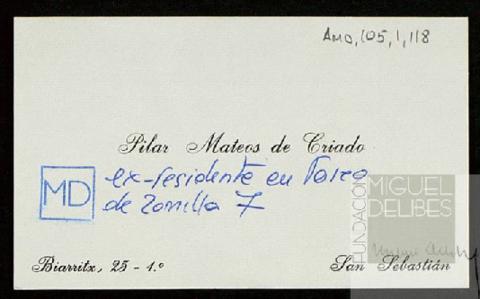 AMD,105,1,118
Pilar Mateos de Criado
MD
ex-residente en Paseo
de Zorrilla 7
FUNDACIÓN
MIGUEL
DELIBES
Biarritz, 25 - 1.º
San Sebastián